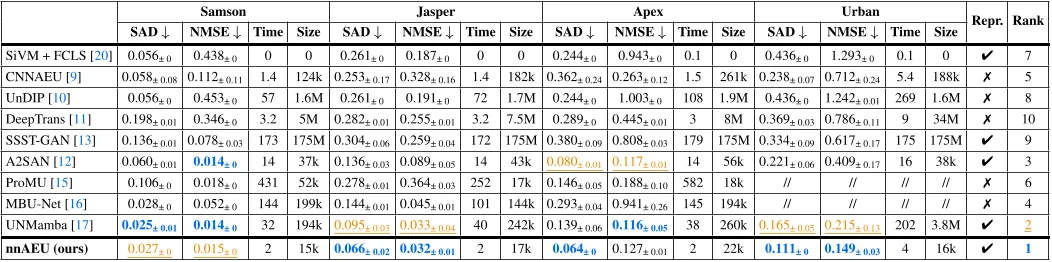 Samson Jasper Apex Urban Repr. Rank
SAD ↓ NMSE ↓ Time Size SAD ↓ NMSE ↓ Time Size SAD ↓ NMSE ↓ Time Size SAD ↓ NMSE ↓ Time Size
SiVM + FCLS [20] 0.056± 0 0.438± 0 0 0 0.261± 0 0.187± 0 0 0 0.244± 0 0.943± 0 0.1 0 0.436± 0 1.293± 0 0.1 0 ✔ 7
CNNAEU [9] 0.058± 0.08 0.112± 0.11 1.4 124k 0.253± 0.17 0.328± 0.16 1.4 182k 0.362± 0.24 0.263± 0.12 1.5 261k 0.238± 0.07 0.712± 0.24 5.4 188k ✗ 5
UnDIP [10] 0.056± 0 0.453± 0 57 1.6M 0.261± 0 0.191± 0 72 1.7M 0.244± 0 1.003± 0 108 1.9M 0.436± 0 1.242± 0.01 269 1.6M ✗ 8
DeepTrans [11] 0.198± 0.01 0.346± 0 3.2 5M 0.282± 0.01 0.255± 0.01 3.2 7.5M 0.289± 0 0.445± 0.01 3 8M 0.369± 0.03 0.786± 0.11 9 34M ✗ 10
SSST-GAN [13] 0.136± 0.01 0.078± 0.03 173 175M 0.304± 0.06 0.259± 0.04 172 175M 0.380± 0.09 0.808± 0.03 179 175M 0.334± 0.09 0.617± 0.17 175 175M ✔ 9
A2SAN [12] 0.060± 0.01 0.014± 0 14 37k 0.136± 0.03 0.089± 0.05 14 43k 0.080± 0.01 0.117± 0.01 14 56k 0.221± 0.06 0.409± 0.17 16 38k ✔ 3
ProMU [15] 0.106± 0 0.018± 0 431 52k 0.278± 0.01 0.364± 0.03 252 17k 0.146± 0.05 0.188± 0.10 582 18k // // // // ✗ 6
MBU-Net [16] 0.028± 0 0.052± 0 144 199k 0.144± 0.01 0.045± 0.01 101 144k 0.293± 0.04 0.941± 0.26 145 194k // // // // ✗ 4
UNMamba [17] 0.025± 0.01 0.014± 0 32 194k 0.095± 0.03 0.033± 0.04 40 242k 0.139± 0.06 0.116± 0.05 38 260k 0.165± 0.05 0.215± 0.13 202 3.8M ✔ 2
nnAEU (ours) 0.027± 0 0.015± 0 2 15k 0.066± 0.02 0.032± 0.01 2 17k 0.064± 0 0.127± 0.01 2 22k 0.111± 0 0.149± 0.03 4 16k ✔ 1